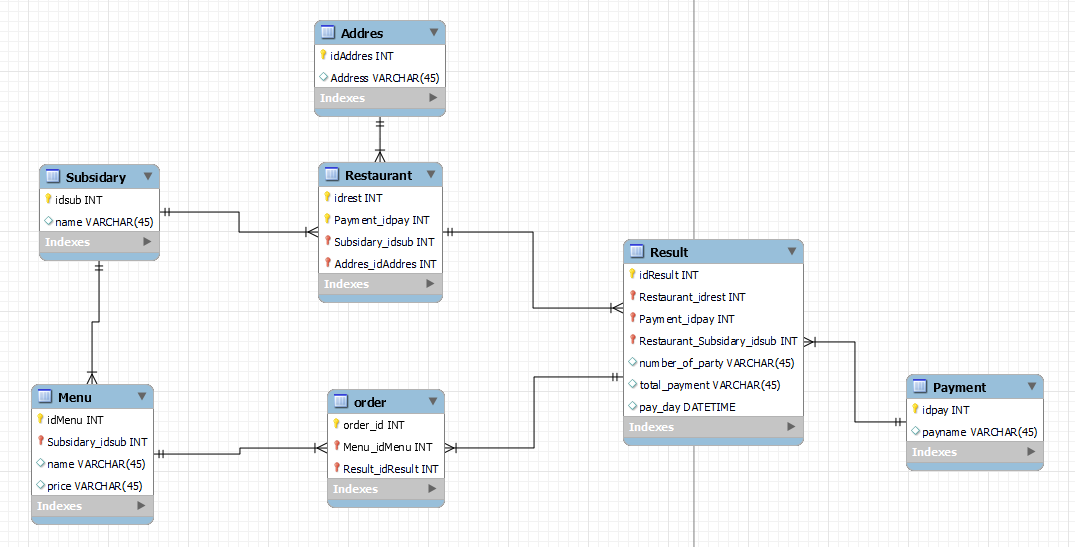 Addres
idAddres INT
Address VARCHAR(45)
Indexes
Subsidary
idsub INT
name VARCHAR(45)
Indexes
Restaurant
idrest INT
Payment_idpay INT
Subsidary_idsub INT
Addres_idAddres INT
Indexes
Result
idResult INT
Restaurant_idrest INT
Payment_idpay INT
Restaurant_Subsidary_idsub INT
number_of_party VARCHAR(45)
total_payment VARCHAR(45)
pay_day DATETIME
Indexes
Menu
idMenu INT
Subsidary_idsub INT
name VARCHAR(45)
price VARCHAR(45)
Indexes
order
order_id INT
Menu_idMenu INT
Result_idResult INT
Indexes
Payment
idpay INT
payname VARCHAR(45)
Indexes